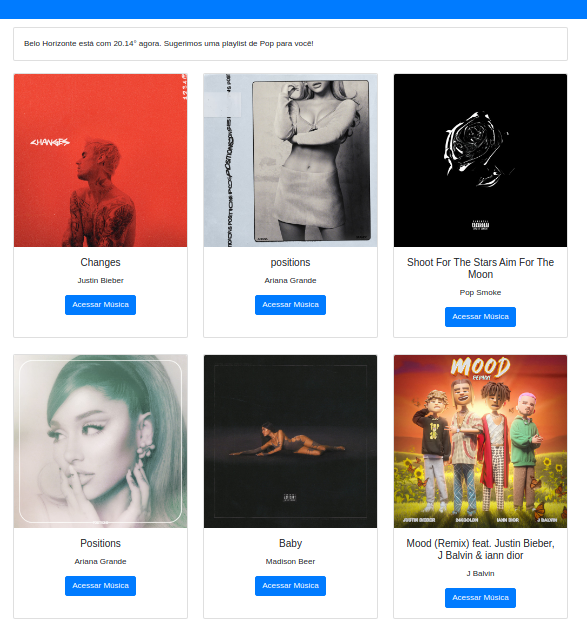 Belo Horizonte está com 20.14° agora. Sugerimos uma playlist de Pop para você!
CHANGES
Changes
Justin Bieber
Acessar Música
positions
Ariana Grande
Acessar Música
Shoot For The Stars Aim For The
Moon
Pop Smoke
Acessar Música
Positions
Ariana Grande
Acessar Música
Baby
Madison Beer
Acessar Música
MOOD
REMIX
JUSTIN BIEBER
24KGOLDN
IANN DIOR
J BALVIN
Mood (Remix) feat. Justin Bieber,
J Balvin & iann dior
J Balvin
Acessar Música